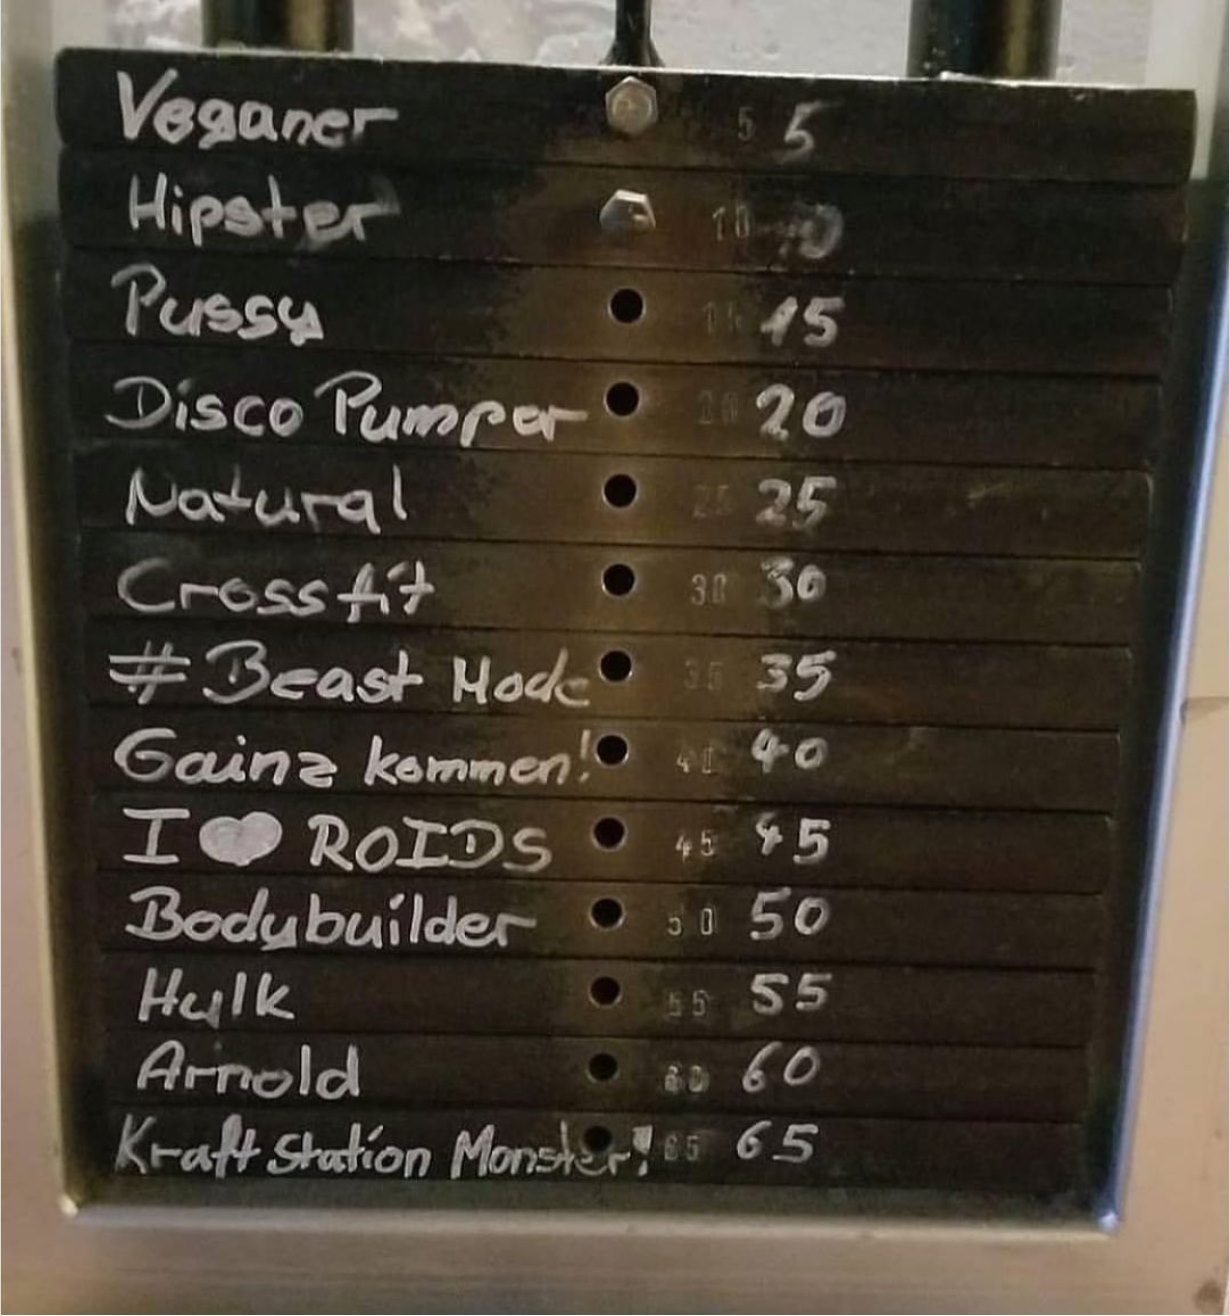 Veganer 5 5
Hipster 10 10
Pussy 15 15
Disco Pumper 20 20
Natural 25 25
Crossfit 30 30
# Beast Mode 35 35
Gainz kommen! 40 40
I ♥ ROIDS 45 45
Bodybuilder 50 50
Hulk 55 55
Arnold 60 60
Kraftstation Monster! 65 65